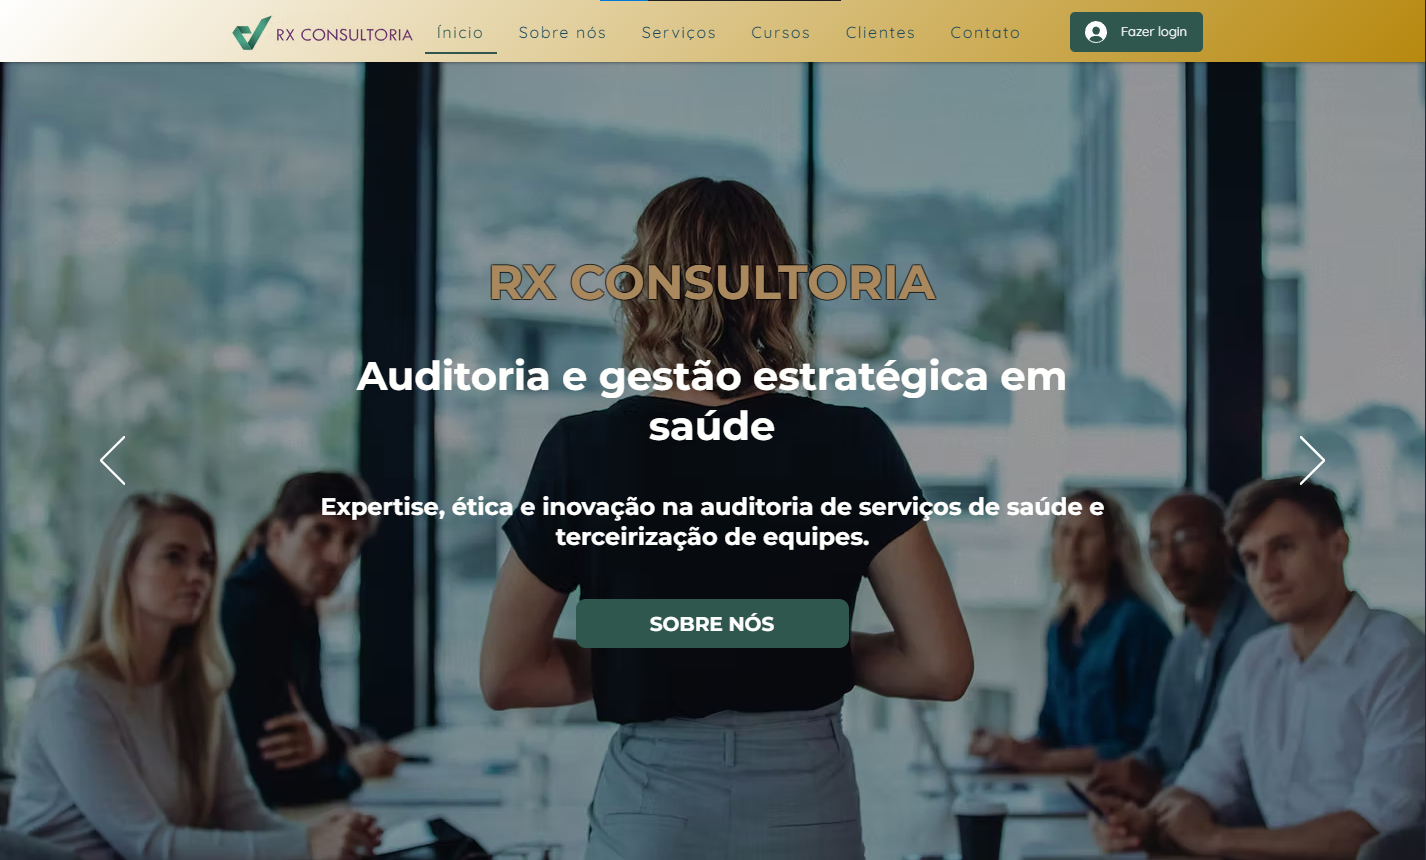 RX CONSULTORIA
Ínicio
Sobre nós
Serviços
Cursos
Clientes
Contato
Fazer login
RX CONSULTORIA
Auditoria e gestão estratégica em
saúde
Expertise, ética e inovação na auditoria de serviços de saúde e
terceirização de equipes.
SOBRE NÓS